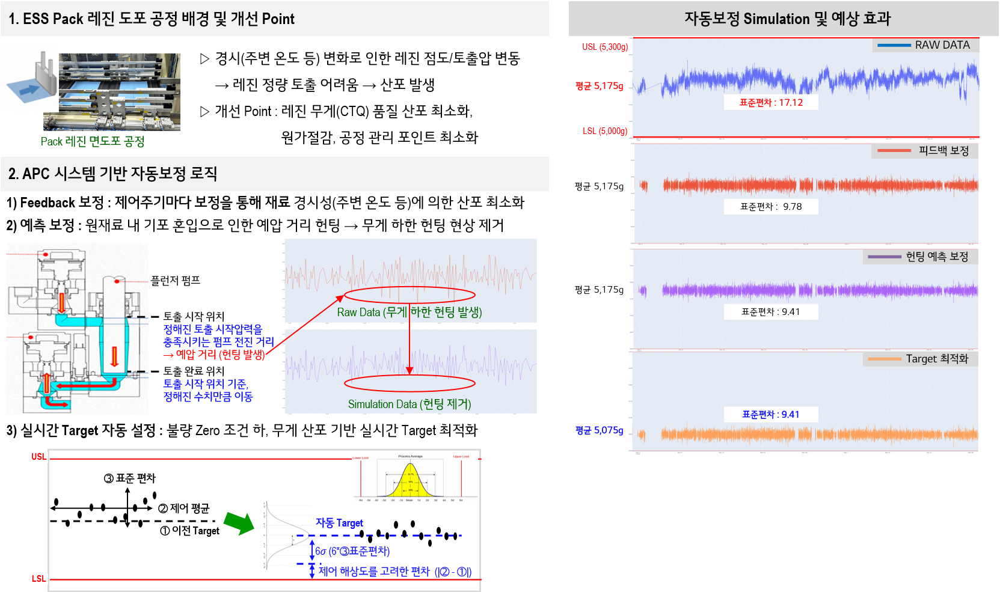 1. ESS Pack 레진 도포 공정 배경 및 개선 Point
▷ 경시(주변 온도 등) 변화로 인한 레진 점도/토출압 변동
→ 레진 정량 토출 어려움 → 산포 발생
▷ 개선 Point : 레진 무게(CTQ) 품질 산포 최소화,
원가절감, 공정 관리 포인트 최소화
Pack 레진 면도포 공정
2. APC 시스템 기반 자동보정 로직
1) Feedback 보정 : 제어주기마다 보정을 통해 재료 경시성(주변 온도 등)에 의한 산포 최소화
2) 예측 보정 : 원재료 내 기포 혼입으로 인한 예압 거리 헌팅 → 무게 하한 헌팅 현상 제거
플런저 펌프
토출 시작 위치
정해진 토출 시작압력을
충족시키는 펌프 전진 거리
→ 예압 거리 (헌팅 발생)
토출 완료 위치
토출 시작 위치 기준,
정해진 수치만큼 이동
Raw Data (무게 하한 헌팅 발생)
Simulation Data (헌팅 제거)
3) 실시간 Target 자동 설정 : 불량 Zero 조건 하, 무게 산포 기반 실시간 Target 최적화
USL
③ 표준 편차
② 제어 평균
① 이전 Target
LSL
Lower Limit
Process Average
Upper Limit
-6σ -5σ -4σ -3σ -2σ -1σ Mean 1σ 2σ 3σ 4σ 5σ 6σ
자동 Target
6σ (6*③표준편차)
제어 해상도를 고려한 편차 (|② - ①|)
자동보정 Simulation 및 예상 효과
USL (5,300g)
RAW DATA
평균 5,175g
표준편차 : 17.12
LSL (5,000g)
피드백 보정
평균 5,175g
표준편차 : 9.78
헌팅 예측 보정
평균 5,175g
표준편차 : 9.41
Target 최적화
표준편차 : 9.41
평균 5,075g